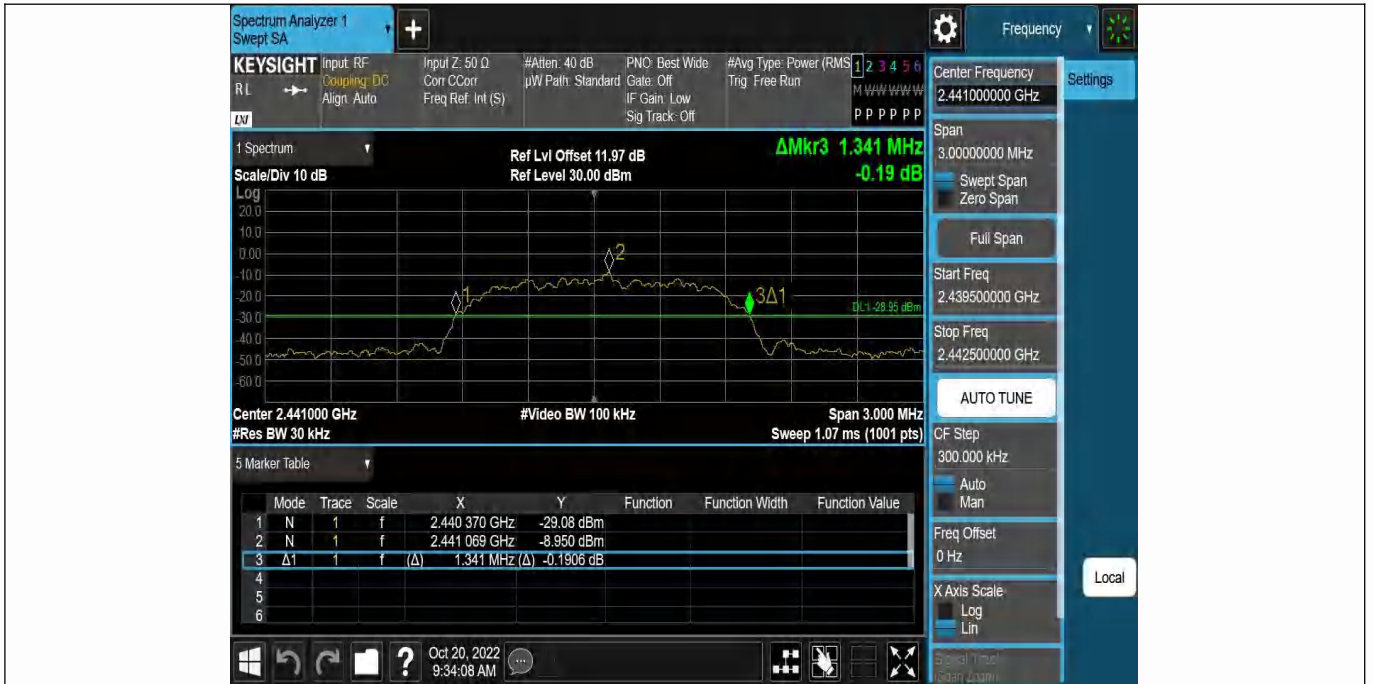 Spectrum Analyzer 1
Swept SA
+
Frequency
KEYSIGHT
Input: RF
Coupling: DC
Align: Auto
Input Z: 50 Ω
Corr CCorr
Freq Ref: Int (S)
#Atten: 40 dB
µW Path: Standard
PNO: Best Wide
Gate: Off
IF Gain: Low
Sig Track: Off
#Avg Type: Power (RMS
Trig: Free Run
1 2 3 4 5 6
M W W W W W
P P P P P P
R L
LXI
Center Frequency
2.441000000 GHz
Settings
Span
3.00000000 MHz
Swept Span
Zero Span
Full Span
Start Freq
2.439500000 GHz
Stop Freq
2.442500000 GHz
AUTO TUNE
CF Step
300.000 kHz
Auto
Man
Freq Offset
0 Hz
X Axis Scale
Log
Lin
Signal Track
(Span Zoom)
Local
1 Spectrum
Scale/Div 10 dB
Ref Lvl Offset 11.97 dB
Ref Level 30.00 dBm
ΔMkr3 1.341 MHz
-0.19 dB
Log
20.0
10.0
0.00
-10.0
-20.0
-30.0
-40.0
-50.0
-60.0
1
2
3Δ1
DL1 -28.95 dBm
Center 2.441000 GHz
#Video BW 100 kHz
Span 3.000 MHz
#Res BW 30 kHz
Sweep 1.07 ms (1001 pts)
5 Marker Table
Mode Trace Scale X Y Function Function Width Function Value
1 N 1 f 2.440 370 GHz -29.08 dBm
2 N 1 f 2.441 069 GHz -8.950 dBm
3 Δ1 1 f (Δ) 1.341 MHz (Δ) -0.1906 dB
4
5
6
?
Oct 20, 2022
9:34:08 AM